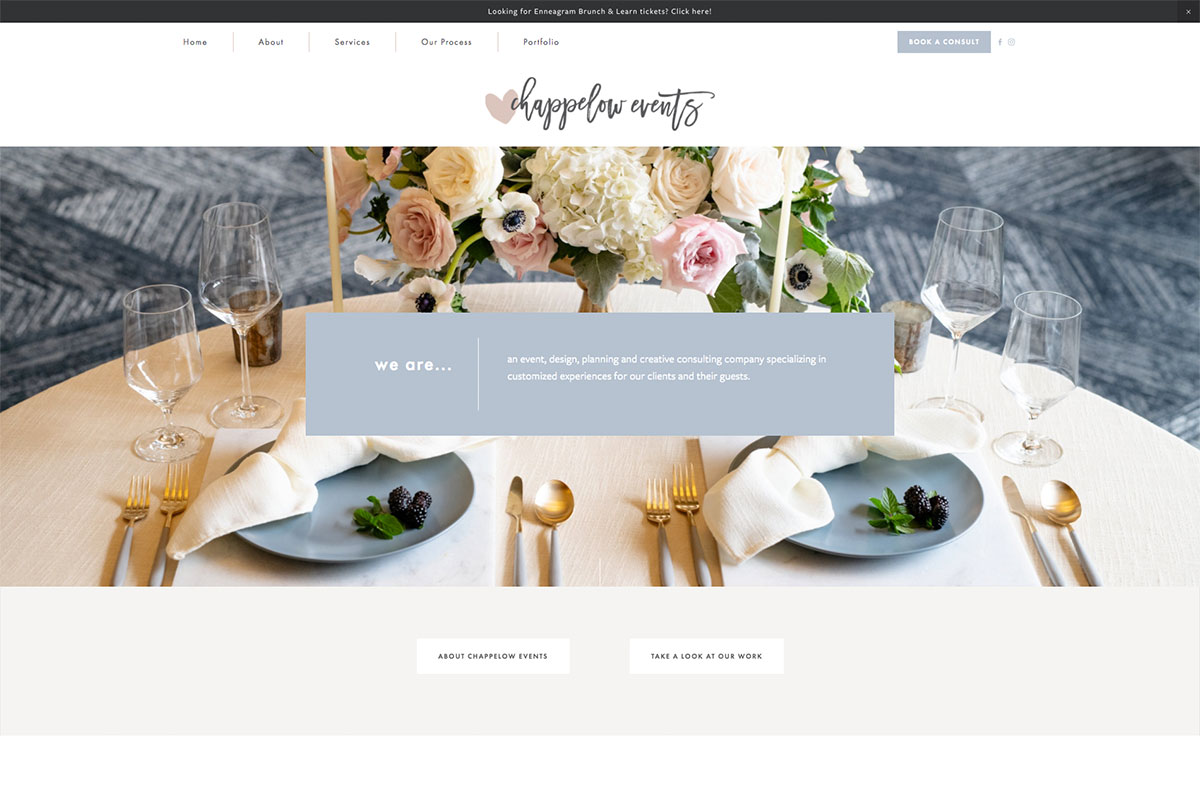 Looking for Enneagram Brunch & Learn tickets? Click here!
Home
About
Services
Our Process
Portfolio
BOOK A CONSULT
chappelow events
we are...
an event, design, planning and creative consulting company specializing in
customized experiences for our clients and their guests.
ABOUT CHAPPELOW EVENTS
TAKE A LOOK AT OUR WORK